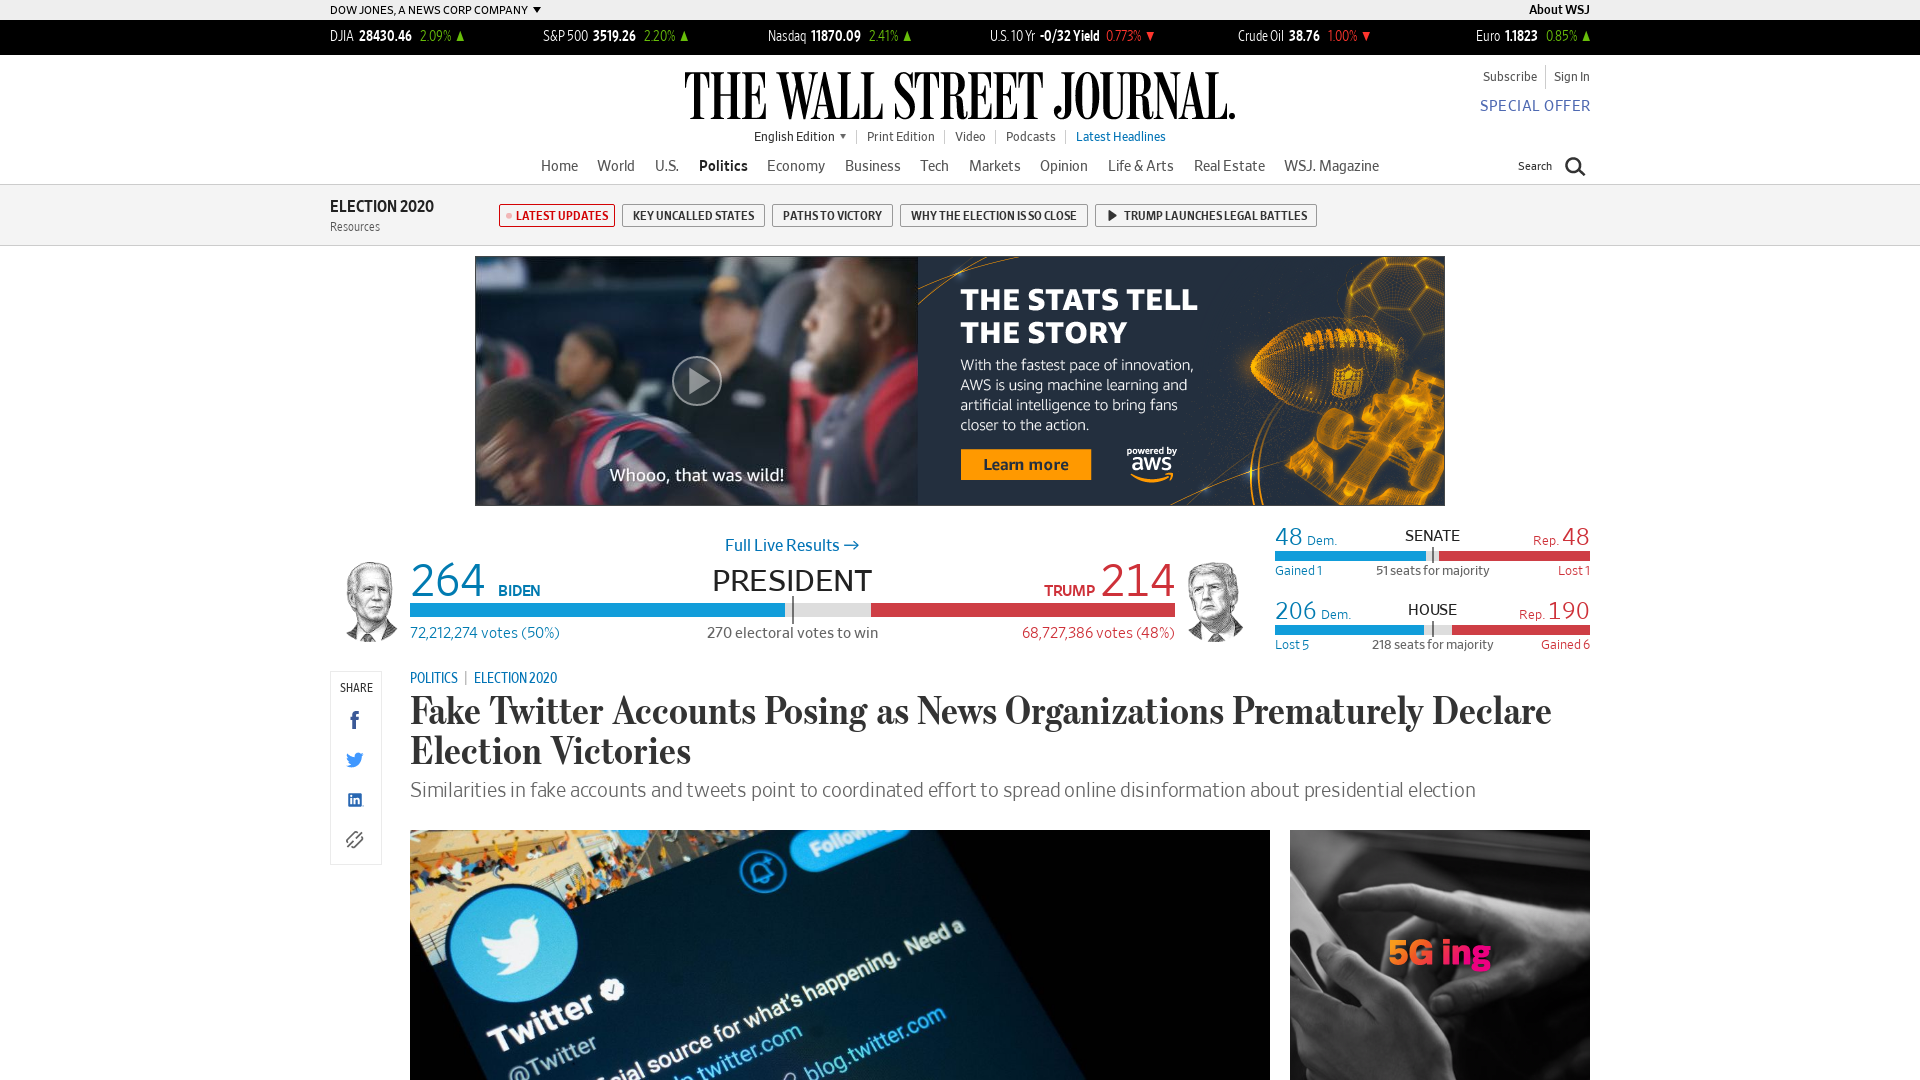 DOW JONES, A NEWS CORP COMPANY
About WSJ
DJIA 28430.46 2.09%
S&P 500 3519.26 2.20%
Nasdaq 11870.09 2.41%
U.S. 10 Yr -0/32 Yield 0.773%
Crude Oil 38.76 1.00%
Euro 1.1823 0.85%
THE WALL STREET JOURNAL.
Subscribe
Sign In
SPECIAL OFFER
English Edition
Print Edition
Video
Podcasts
Latest Headlines
Home
World
U.S.
Politics
Economy
Business
Tech
Markets
Opinion
Life & Arts
Real Estate
WSJ. Magazine
Search
ELECTION 2020
Resources
LATEST UPDATES
KEY UNCALLED STATES
PATHS TO VICTORY
WHY THE ELECTION IS SO CLOSE
TRUMP LAUNCHES LEGAL BATTLES
Whooo, that was wild!
THE STATS TELL
THE STORY
With the fastest pace of innovation,
AWS is using machine learning and
artificial intelligence to bring fans
closer to the action.
Learn more
powered by
aws
NFL
Full Live Results →
264 BIDEN
PRESIDENT
TRUMP 214
72,212,274 votes (50%)
270 electoral votes to win
68,727,386 votes (48%)
48 Dem.
SENATE
Rep. 48
Gained 1
51 seats for majority
Lost 1
206 Dem.
HOUSE
Rep. 190
Lost 5
218 seats for majority
Gained 6
SHARE
POLITICS | ELECTION 2020
Fake Twitter Accounts Posing as News Organizations Prematurely Declare
Election Victories
Similarities in fake accounts and tweets point to coordinated effort to spread online disinformation about presidential election
Following
Twitter
@Twitter
what's happening. Need a
source for
twitter.com
blog.twitter.com
5G ing